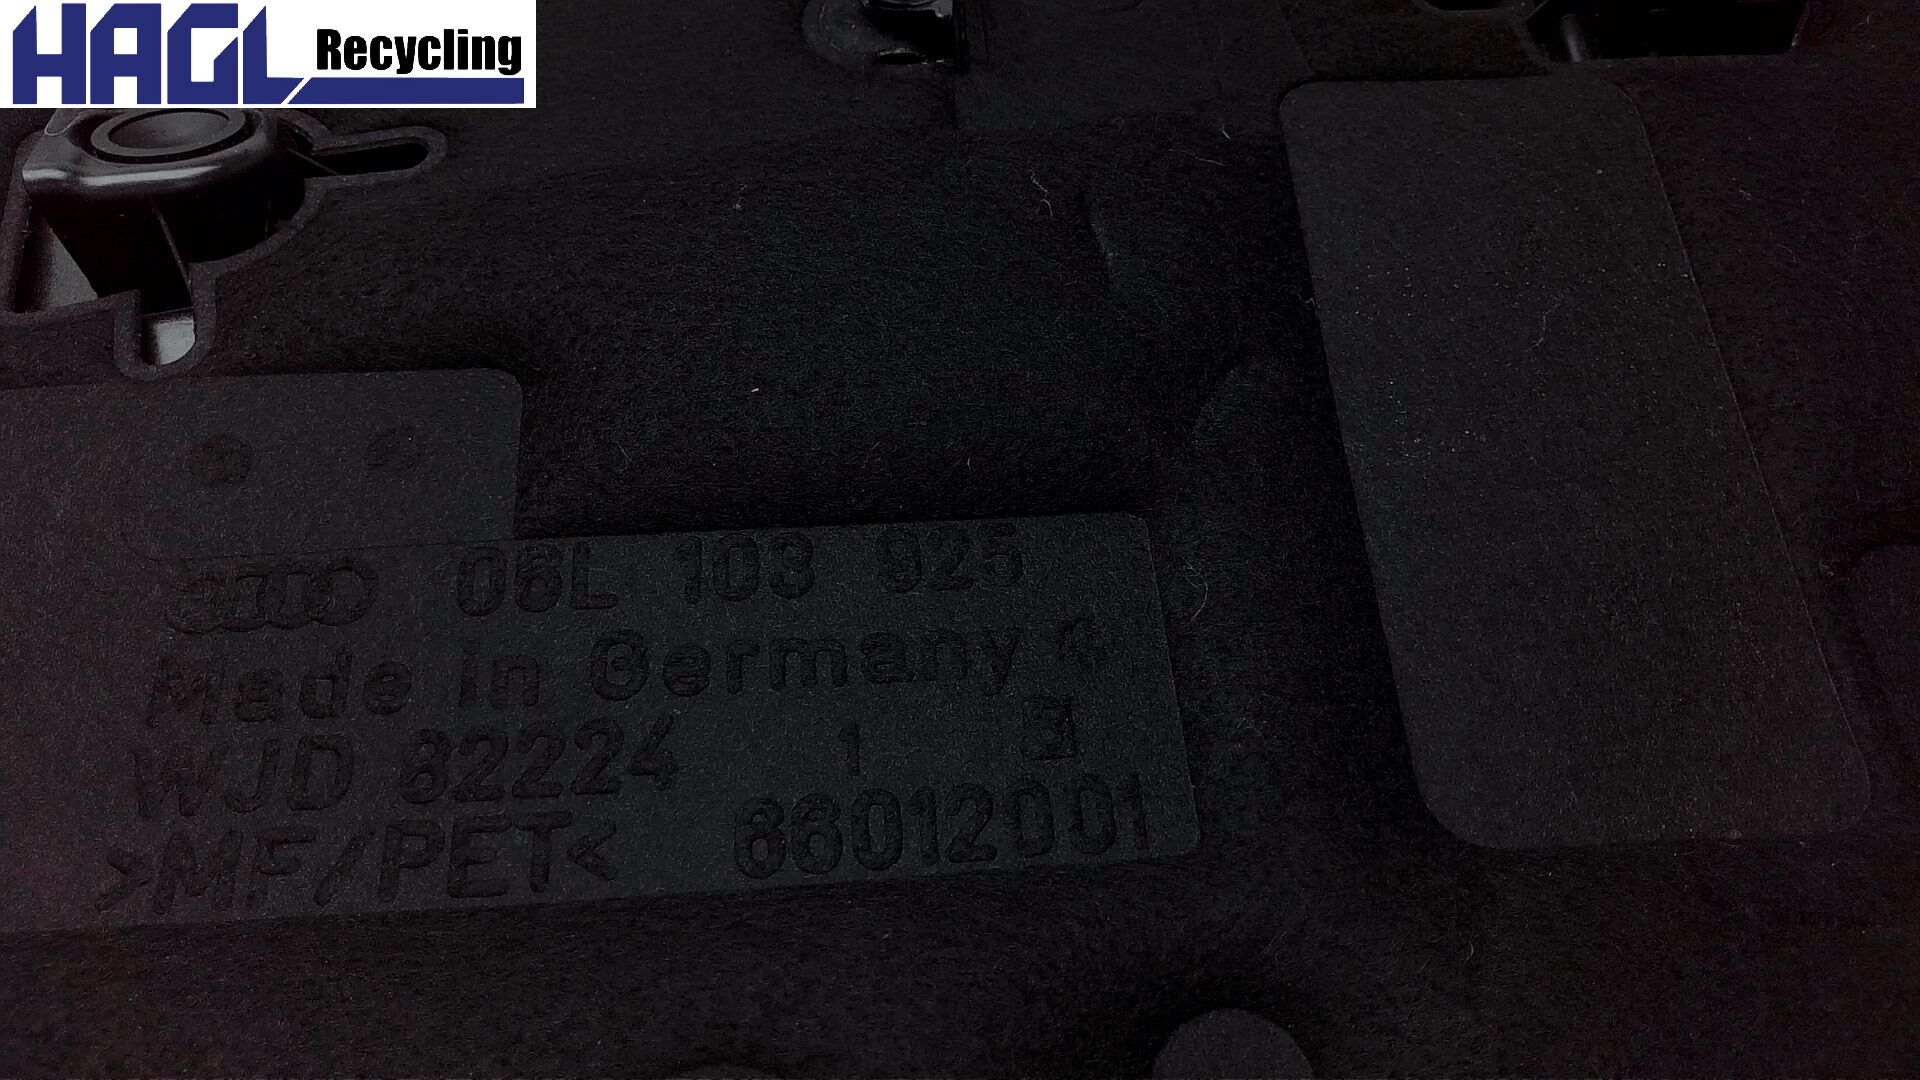 HAGL Recycling
06L 103 925
Made in Germany
WJD 82224 1
>MF/PET< 66012001